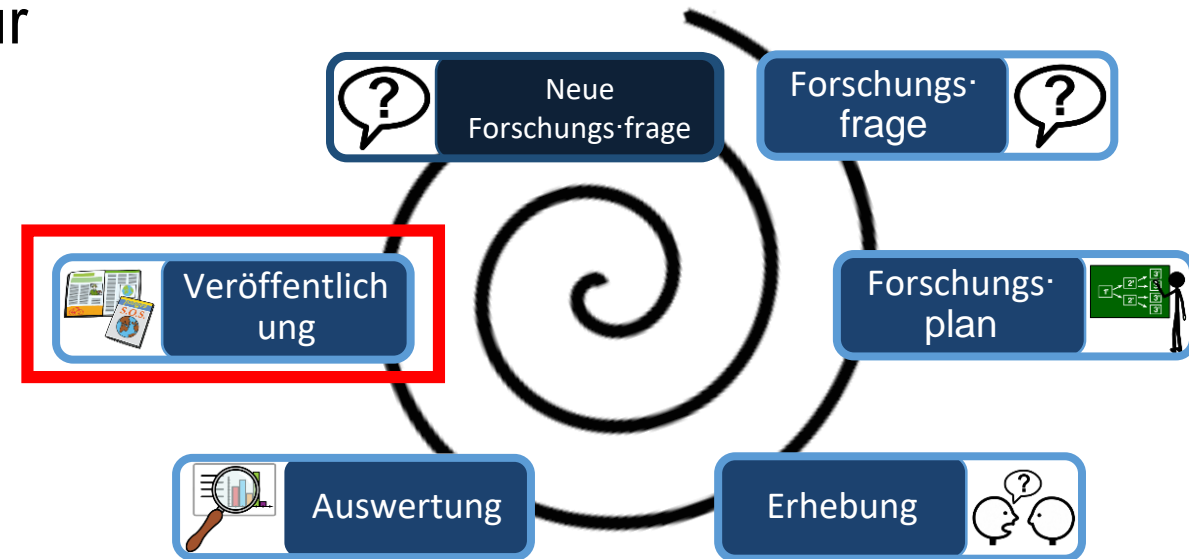 ur
Neue
Forschungs·frage
Forschungs·
frage
Veröffentlich
ung
S.O.S.
Forschungs·
plan
Auswertung
Erhebung